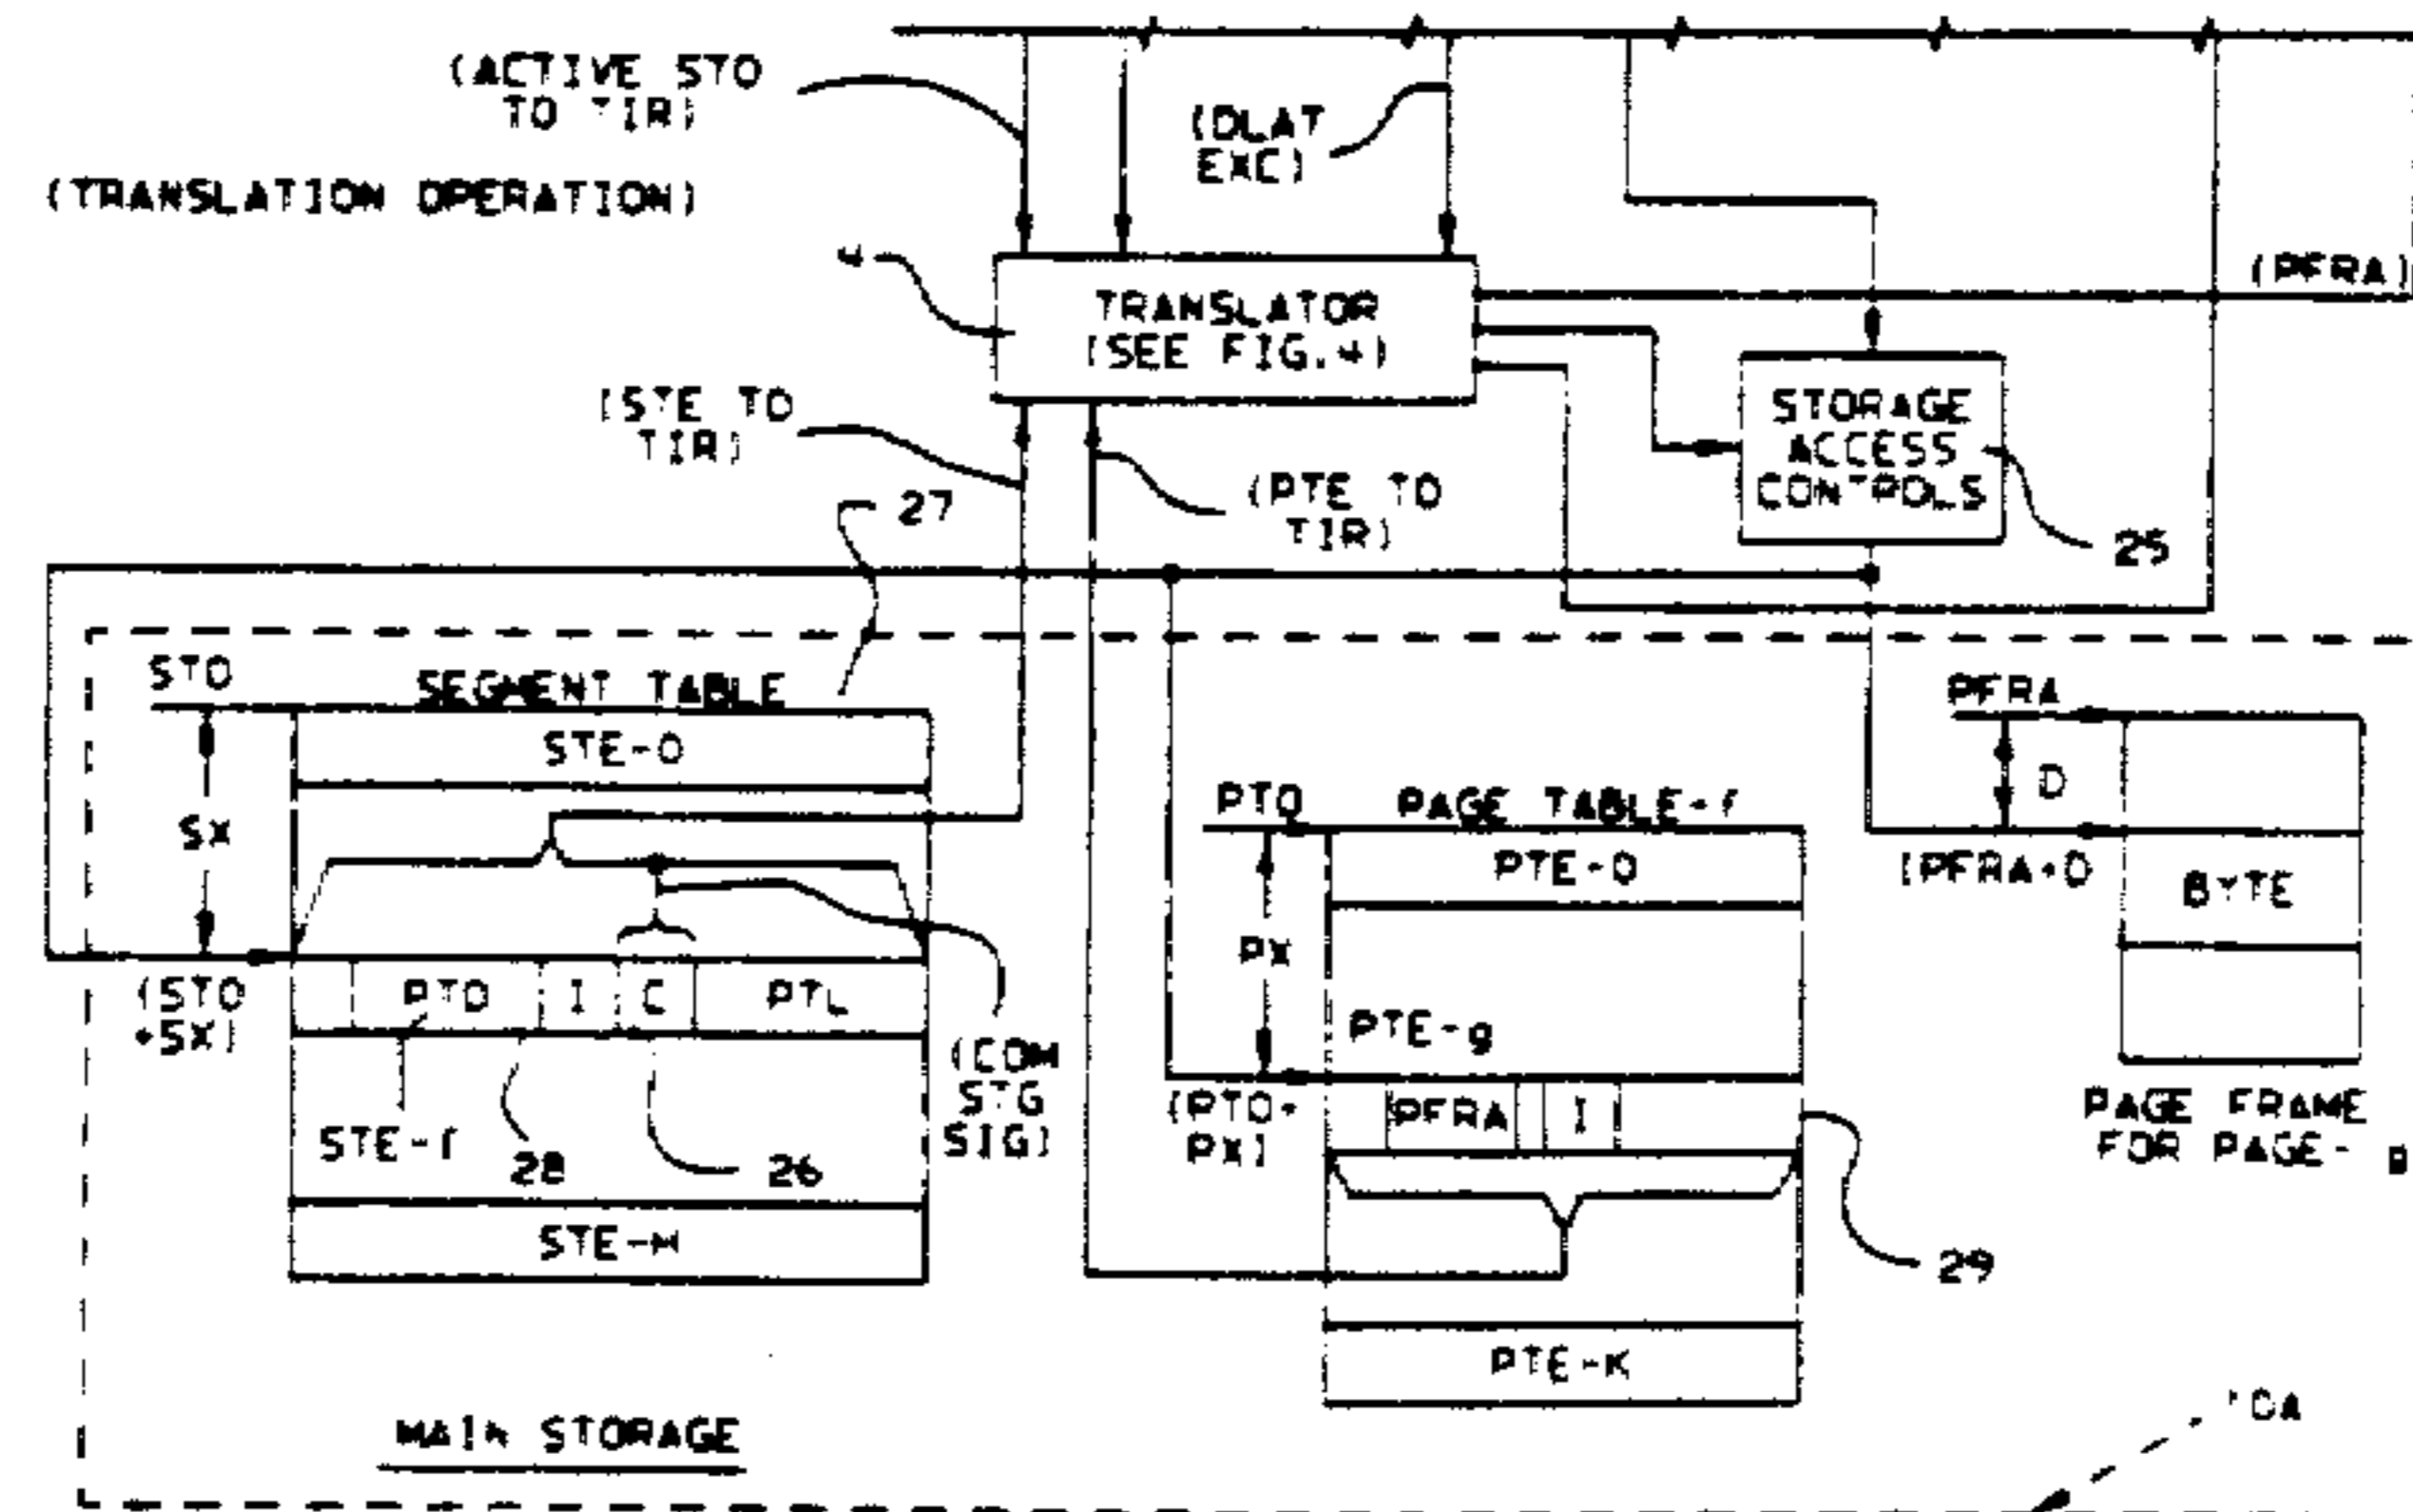 (ACTIVE STO
TO TIR)
(DLAT
EXC)
(TRANSLATION OPERATION)
4
TRANSLATOR
(SEE FIG.4)
(PFRA)
STORAGE
ACCESS
CONTROLS
25
(STE TO
TIR)
(PTE TO
TIR)
27
STO
SEGMENT TABLE
STE-0
SX
(STO
+SX)
PTO
I
C
PTL
STE-f
28
26
(COM
STG
SIG)
STE-M
PTO
PAGE TABLE-f
PTE-0
PX
PTE-g
(PTO+
PX)
PFRA
I
29
PTE-K
PFRA
D
(PFRA+D
BYTE
PAGE FRAME
FOR PAGE- g
MAIN STORAGE